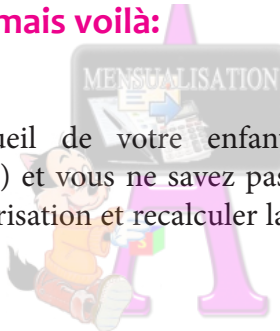 mais voilà:
MENSUALISATION
ueil de votre enfant
) et vous ne savez pas
risation et recalculer la